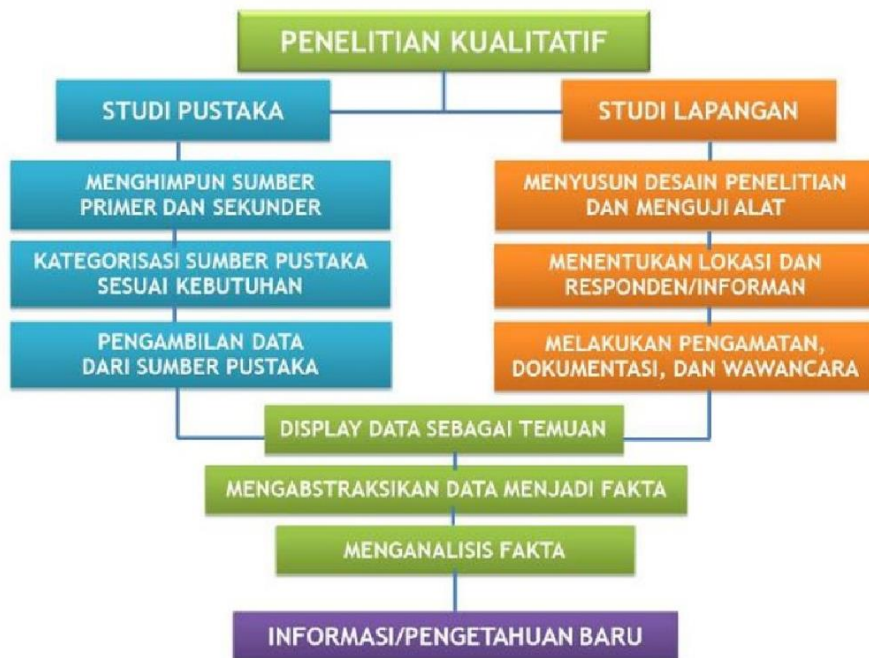 PENELITIAN KUALITATIF
STUDI PUSTAKA
MENGHIMPUN SUMBER
PRIMER DAN SEKUNDER
KATEGORISASI SUMBER PUSTAKA
SESUAI KEBUTUHAN
PENGAMBILAN DATA
DARI SUMBER PUSTAKA
STUDI LAPANGAN
MENYUSUN DESAIN PENELITIAN
DAN MENGUJI ALAT
MENENTUKAN LOKASI DAN
RESPONDEN/INFORMAN
MELAKUKAN PENGAMATAN,
DOKUMENTASI, DAN WAWANCARA
DISPLAY DATA SEBAGAI TEMUAN
MENGABSTRAKSIKAN DATA MENJADI FAKTA
MENGANALISIS FAKTA
INFORMASI/PENGETAHUAN BARU